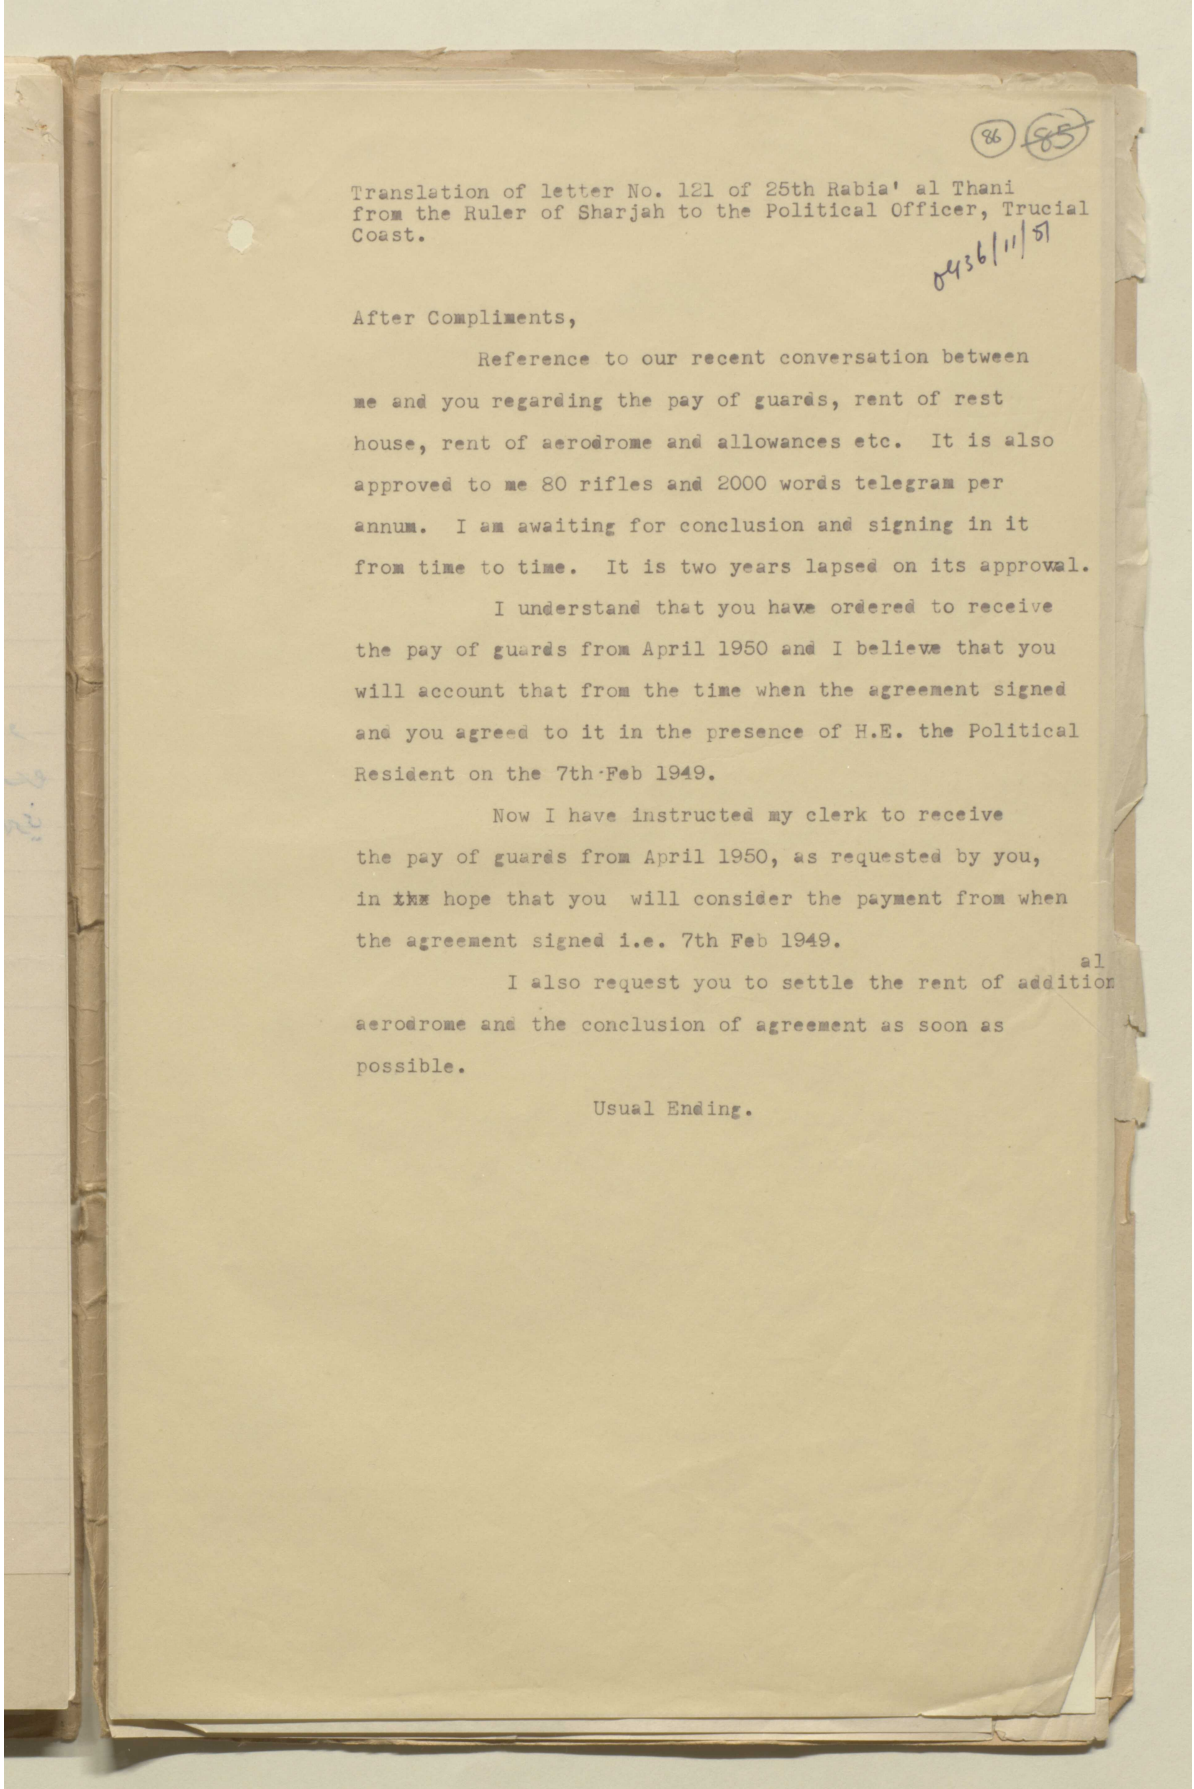 86 85
Translation of letter No. 121 of 25th Rabia' al Thani
from the Ruler of Sharjah to the Political Officer, Trucial
Coast.
0436/11/51
After Compliments,
Reference to our recent conversation between
me and you regarding the pay of guards, rent of rest
house, rent of aerodrome and allowances etc. It is also
approved to me 80 rifles and 2000 words telegram per
annum. I am awaiting for conclusion and signing in it
from time to time. It is two years lapsed on its approval.
I understand that you have ordered to receive
the pay of guards from April 1950 and I believe that you
will account that from the time when the agreement signed
and you agreed to it in the presence of H.E. the Political
Resident on the 7th Feb 1949.
Now I have instructed my clerk to receive
the pay of guards from April 1950, as requested by you,
in hope that you will consider the payment from when
the agreement signed i.e. 7th Feb 1949.
al
I also request you to settle the rent of addition
aerodrome and the conclusion of agreement as soon as
possible.
Usual Ending.